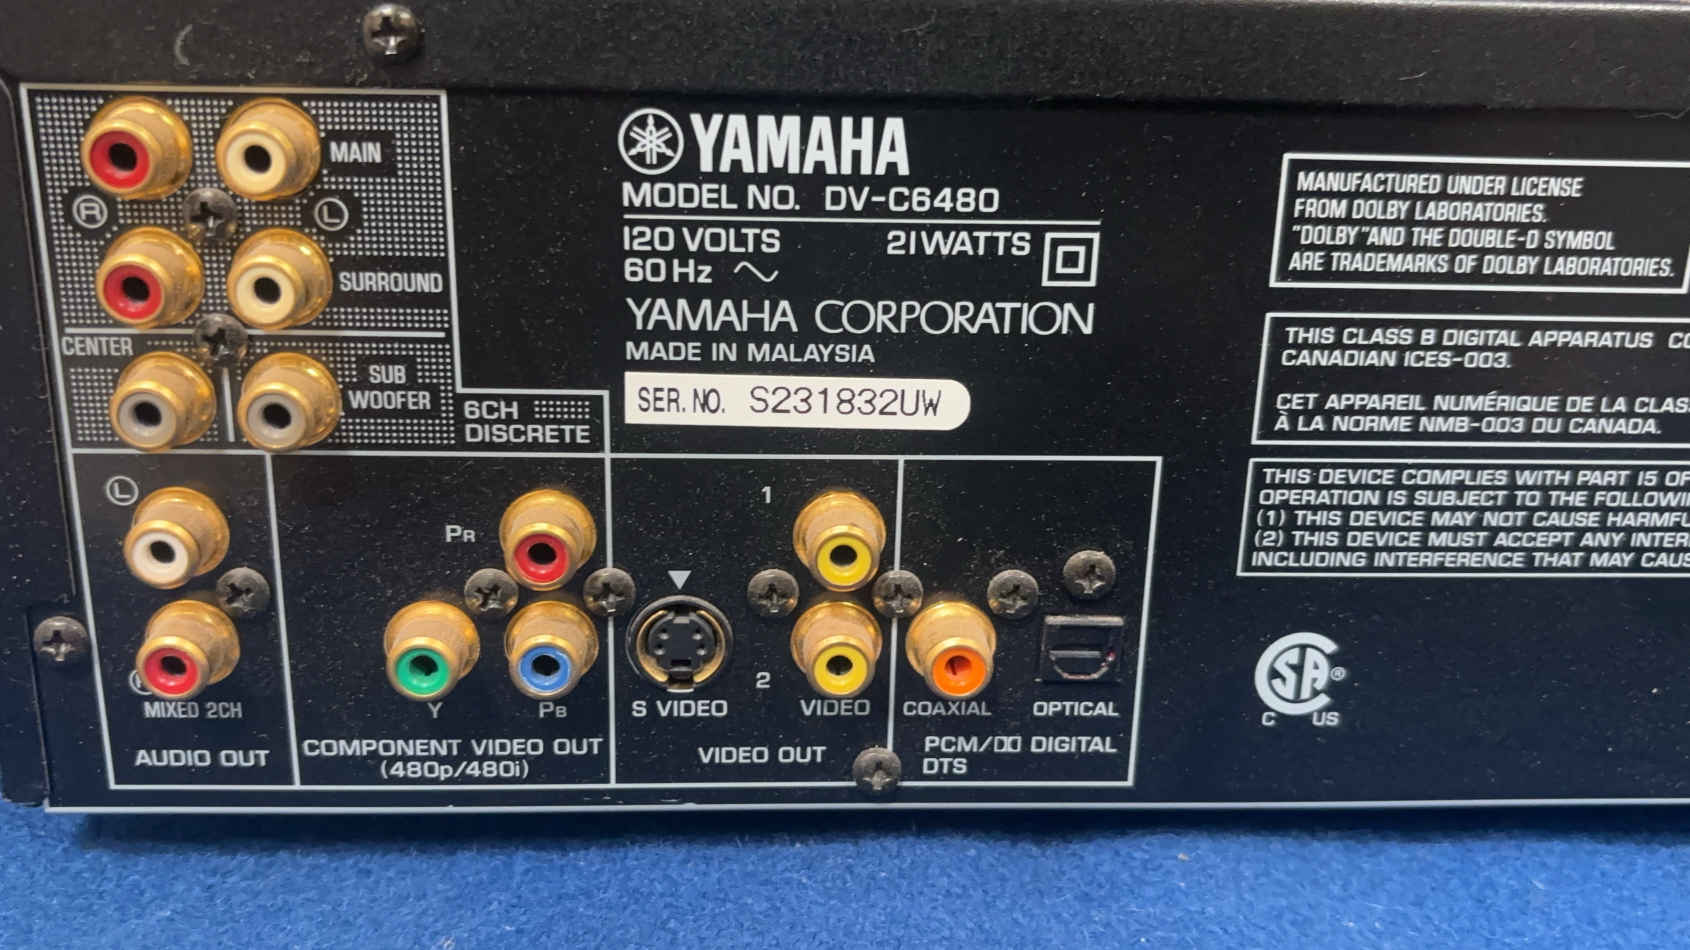 MAIN
R
L
SURROUND
CENTER
SUB
WOOFER
6CH
DISCRETE
YAMAHA
MODEL NO. DV-C6480
120 VOLTS 21WATTS
60Hz
YAMAHA CORPORATION
MADE IN MALAYSIA
SER. NO. S231832UW
MANUFACTURED UNDER LICENSE
FROM DOLBY LABORATORIES.
"DOLBY"AND THE DOUBLE-D SYMBOL
ARE TRADEMARKS OF DOLBY LABORATORIES.
THIS CLASS B DIGITAL APPARATUS
CANADIAN ICES-003.
CET APPAREIL NUMÉRIQUE DE LA
À LA NORME NMB-003 DU CANADA.
THIS DEVICE COMPLIES WITH PART 15 OF
OPERATION IS SUBJECT TO THE
(1) THIS DEVICE MAY NOT CAUSE
(2) THIS DEVICE MUST ACCEPT ANY
INCLUDING INTERFERENCE THAT MAY
L
MIXED 2CH
AUDIO OUT
PR
Y
PB
COMPONENT VIDEO OUT
(480p/480i)
1
2
S VIDEO
VIDEO
VIDEO OUT
COAXIAL
OPTICAL
PCM/DD DIGITAL
DTS
SA®
C US